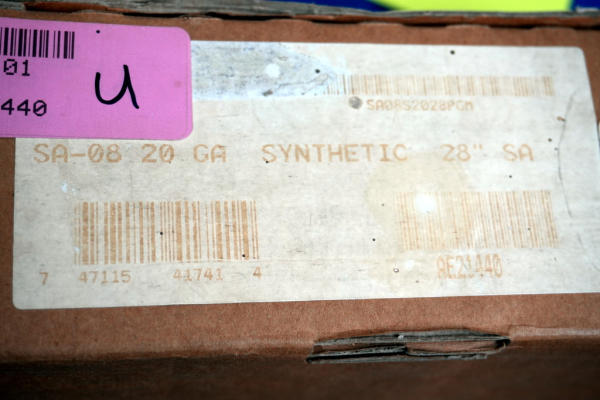 01
440
U
SA08S2028PGM
SA-08 20 GA SYNTHETIC 28" SA
7 47115 41741 4
AE21440